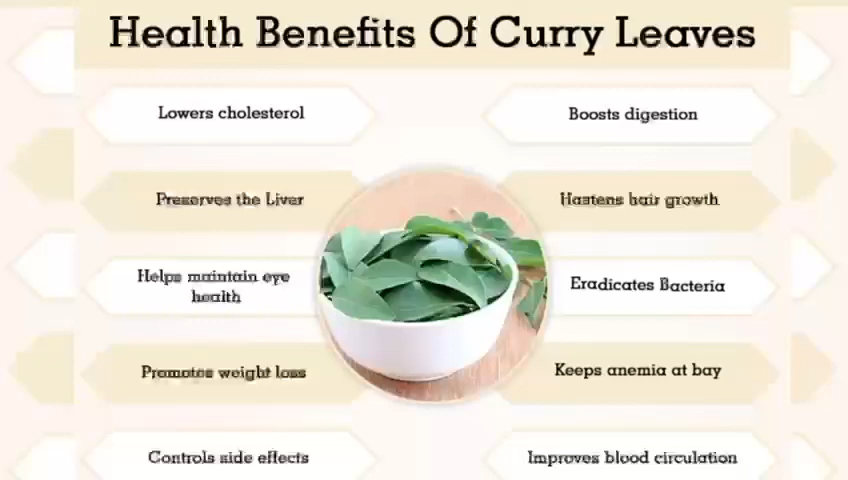 Health Benefits Of Curry Leaves
Lowers cholesterol
Boosts digestion
Preserves the Liver
Hastens hair growth
Helps maintain eye
health
Eradicates Bacteria
Promotes weight loss
Keeps anemia at bay
Controls side effects
Improves blood circulation